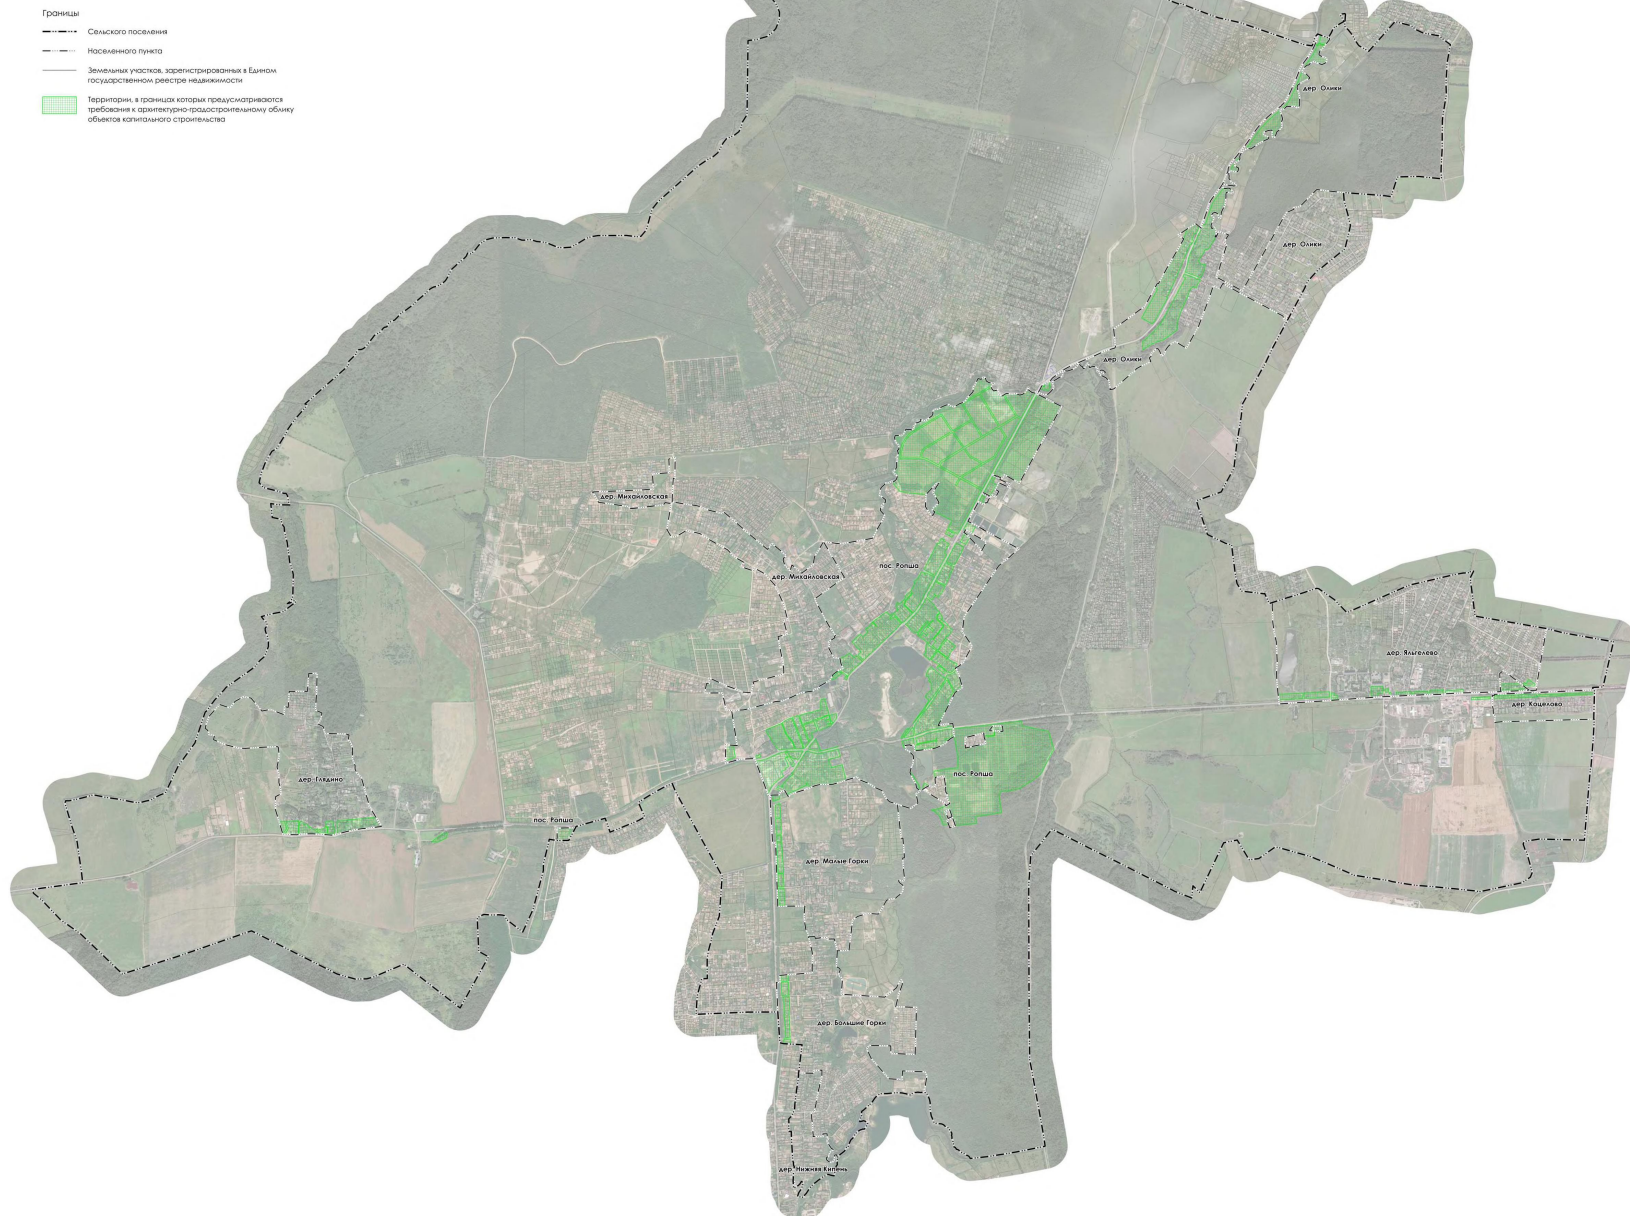 Границы
Сельского поселения
Населенного пункта
Земельных участков, зарегистрированных в Едином
государственном реестре недвижимости
Территории, в границах которых предусматриваются
требования к архитектурно-градостроительному облику
объектов капитального строительства
дер. Олики
дер. Олики
дер. Олики
дер. Михайловская
пос. Ропша
дер. Михайловская
дер. Яльгелево
дер. Коцелово
пос. Ропша
дер. Глядино
пос. Ропша
дер. Малые Горки
дер. Большие Горки
дер. Нижняя Кипень